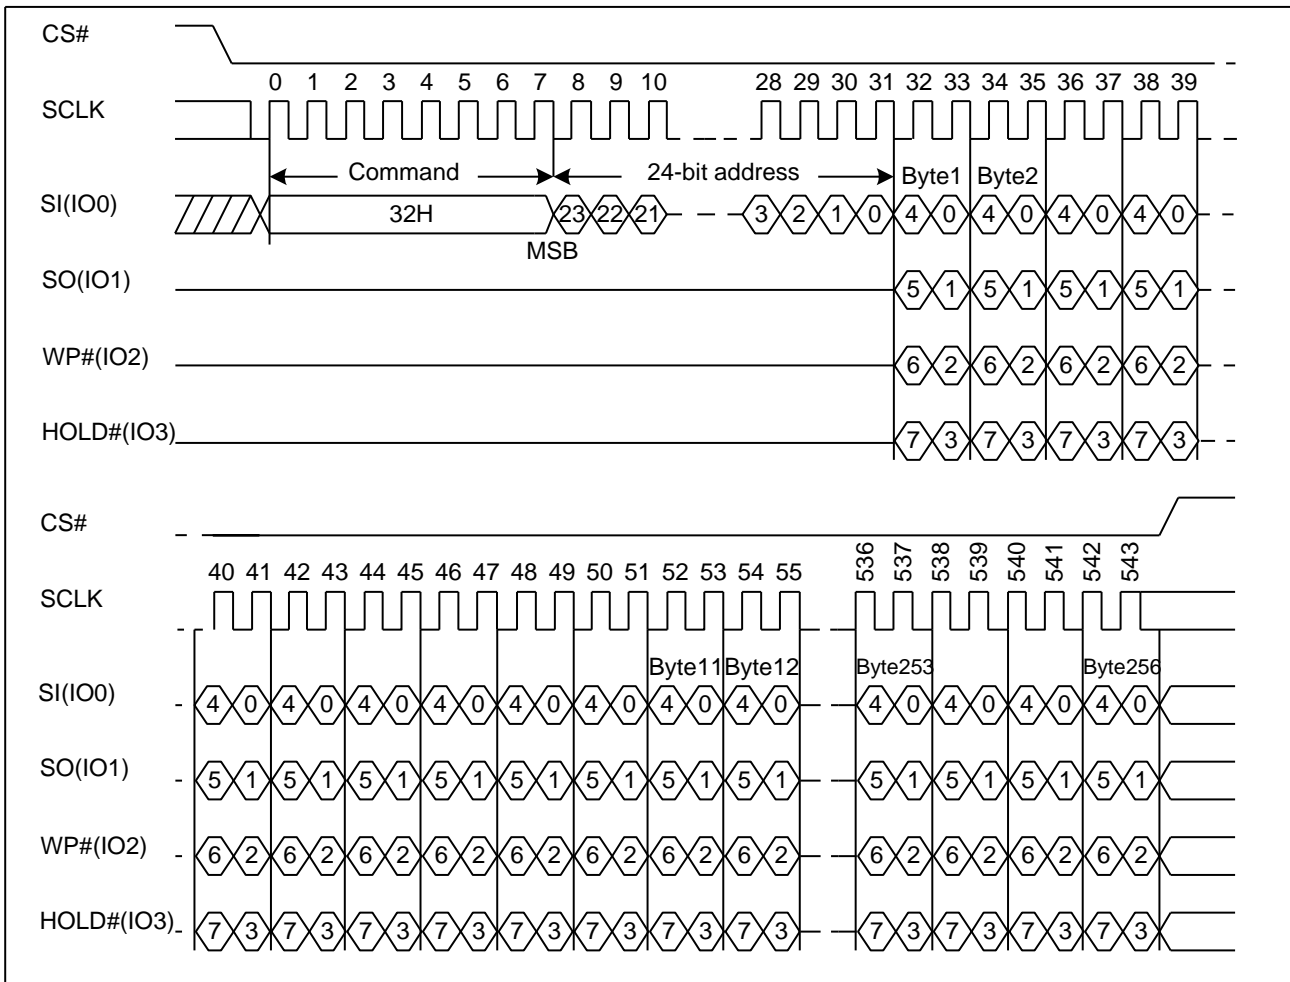 CS#
0 1 2 3 4 5 6 7 8 9 10 28 29 30 31 32 33 34 35 36 37 38 39
SCLK
Command 24-bit address Byte1 Byte2
SI(IO0) 32H 23 22 21 3 2 1 0 4 0 4 0 4 0 4 0
MSB
SO(IO1) 5 1 5 1 5 1 5 1
WP#(IO2) 6 2 6 2 6 2 6 2
HOLD#(IO3) 7 3 7 3 7 3 7 3
CS#
40 41 42 43 44 45 46 47 48 49 50 51 52 53 54 55 536 537 538 539 540 541 542 543
SCLK
Byte11 Byte12 Byte253 Byte256
SI(IO0) 4 0 4 0 4 0 4 0 4 0 4 0 4 0 4 0 4 0 4 0 4 0 4 0
SO(IO1) 5 1 5 1 5 1 5 1 5 1 5 1 5 1 5 1 5 1 5 1 5 1 5 1
WP#(IO2) 6 2 6 2 6 2 6 2 6 2 6 2 6 2 6 2 6 2 6 2 6 2 6 2
HOLD#(IO3) 7 3 7 3 7 3 7 3 7 3 7 3 7 3 7 3 7 3 7 3 7 3 7 3